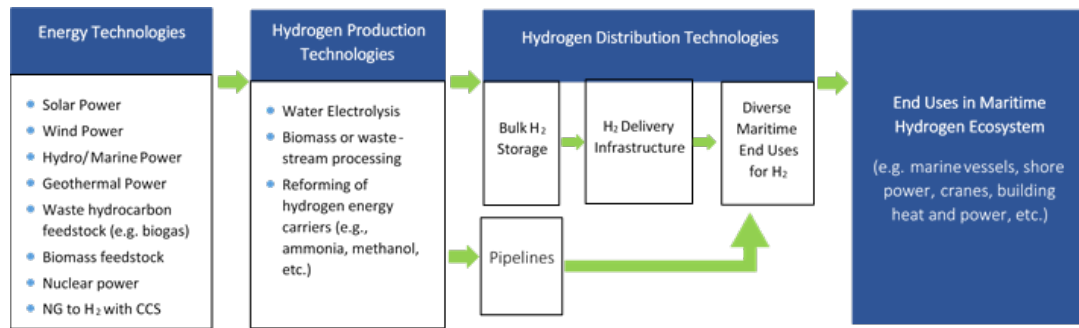 Energy Technologies
Solar Power
Wind Power
Hydro/ Marine Power
Geothermal Power
Waste hydrocarbon
feedstock (e.g. biogas)
Biomass feedstock
Nuclear power
NG to H₂ with CCS
Hydrogen Production
Technologies
Water Electrolysis
Biomass or waste-
stream processing
Reforming of
hydrogen energy
carriers (e.g.,
ammonia, methanol,
etc.)
Hydrogen Distribution Technologies
Bulk H₂
Storage
H₂ Delivery
Infrastructure
Diverse
Maritime
End Uses
for H₂
Pipelines
End Uses in Maritime
Hydrogen Ecosystem
(e.g. marine vessels, shore
power, cranes, building
heat and power, etc.)